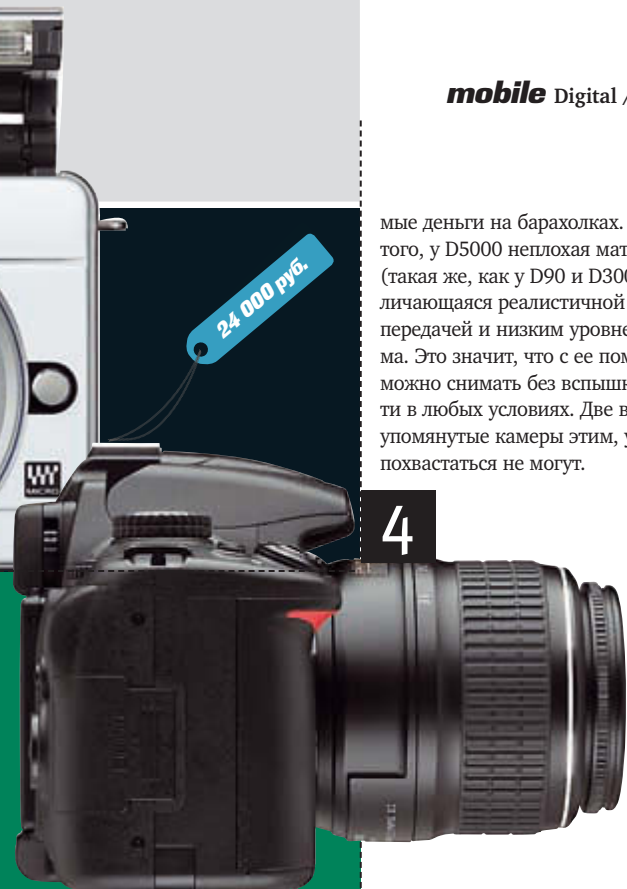 mobile Digital /
24 000 руб.
мые деньги на барахолках.
того, у D5000 неплохая мат
(такая же, как у D90 и D300
личающаяся реалистичной
передачей и низким уровне
ма. Это значит, что с ее пом
можно снимать без вспышк
ти в любых условиях. Две в
упомянутые камеры этим, у
похвастаться не могут.
MICRO
4